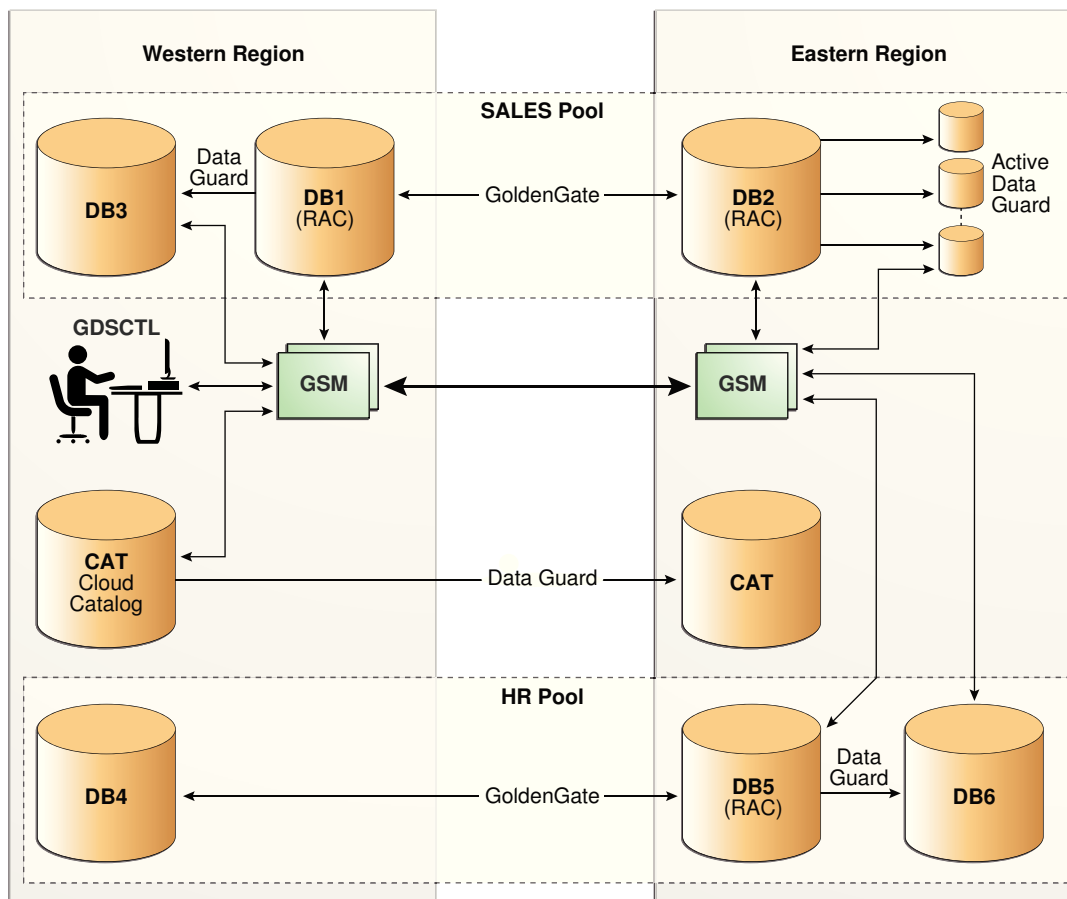 Western Region
Eastern Region
SALES Pool
DB3
Data
Guard
DB1
(RAC)
GoldenGate
DB2
(RAC)
Active
Data
Guard
GDSCTL
GSM
GSM
CAT
Cloud
Catalog
Data Guard
CAT
HR Pool
DB4
GoldenGate
DB5
(RAC)
Data
Guard
DB6